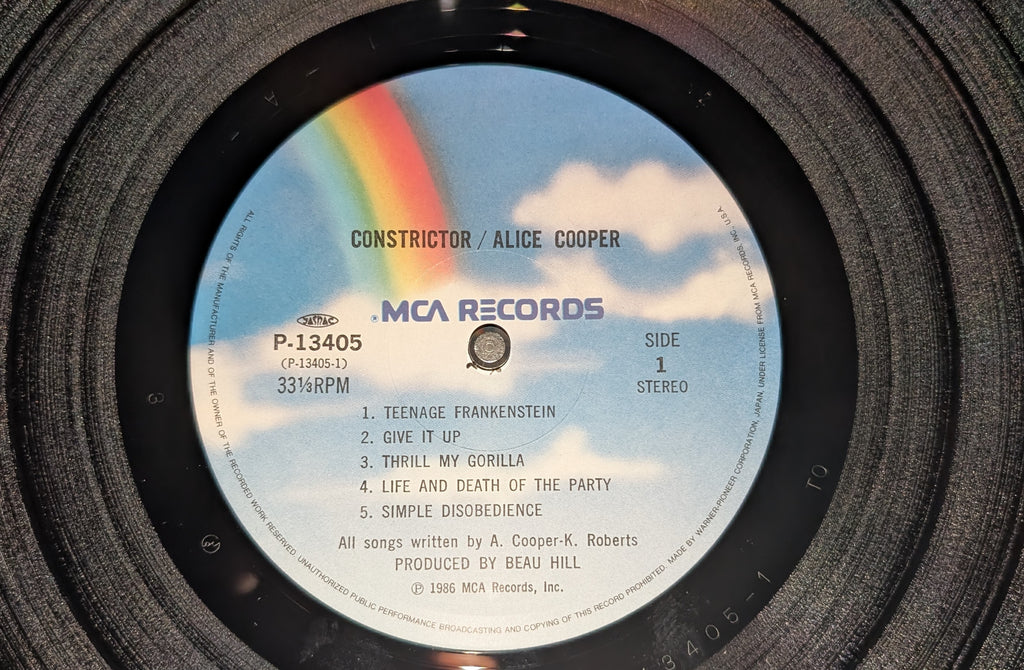 CONSTRICTOR / ALICE COOPER
® MCA RECORDS
JASRAC
P-13405
(P-13405-1)
33⅓RPM
SIDE
1
STEREO
1. TEENAGE FRANKENSTEIN
2. GIVE IT UP
3. THRILL MY GORILLA
4. LIFE AND DEATH OF THE PARTY
5. SIMPLE DISOBEDIENCE
All songs written by A. Cooper-K. Roberts
PRODUCED BY BEAU HILL
Ⓟ 1986 MCA Records, Inc.
ALL RIGHTS OF THE MANUFACTURER AND OF THE OWNER OF THE RECORDED WORK RESERVED. UNAUTHORIZED PUBLIC PERFORMANCE BROADCASTING AND COPYING OF THIS RECORD PROHIBITED. MADE BY WARNER-PIONEER CORPORATION, JAPAN, UNDER LICENSE FROM MCA RECORDS INC., U.S.A.
13405-1
TO